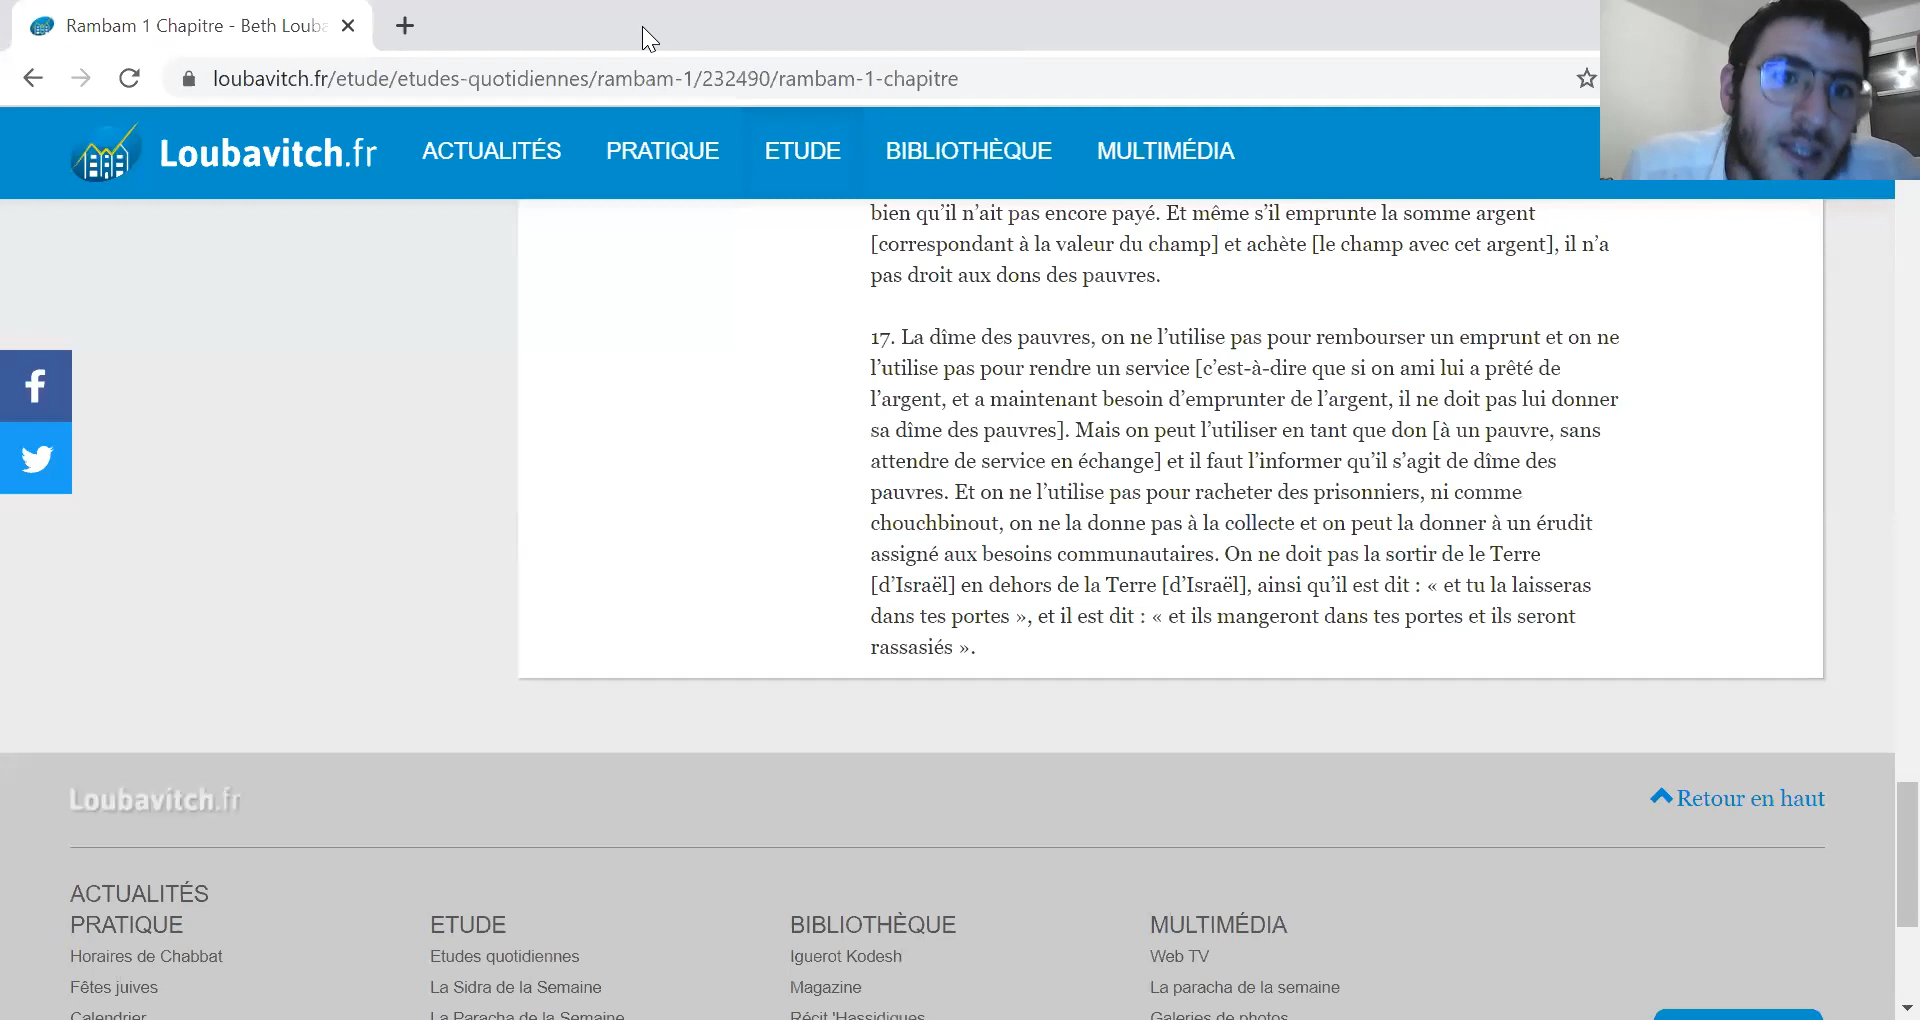 Rambam 1 Chapitre - Beth Louba
loubavitch.fr/etude/etudes-quotidiennes/rambam-1/232490/rambam-1-chapitre
Loubavitch.fr ACTUALITÉS PRATIQUE ETUDE BIBLIOTHÈQUE MULTIMÉDIA
bien qu’il n’ait pas encore payé. Et même s’il emprunte la somme argent
[correspondant à la valeur du champ] et achète [le champ avec cet argent], il n’a
pas droit aux dons des pauvres.
17. La dîme des pauvres, on ne l’utilise pas pour rembourser un emprunt et on ne
l’utilise pas pour rendre un service [c’est-à-dire que si on ami lui a prêté de
l’argent, et a maintenant besoin d’emprunter de l’argent, il ne doit pas lui donner
sa dîme des pauvres]. Mais on peut l’utiliser en tant que don [à un pauvre, sans
attendre de service en échange] et il faut l’informer qu’il s’agit de dîme des
pauvres. Et on ne l’utilise pas pour racheter des prisonniers, ni comme
chouchbinout, on ne la donne pas à la collecte et on peut la donner à un érudit
assigné aux besoins communautaires. On ne doit pas la sortir de le Terre
[d’Israël] en dehors de la Terre [d’Israël], ainsi qu’il est dit : « et tu la laisseras
dans tes portes », et il est dit : « et ils mangeront dans tes portes et ils seront
rassasiés ».
Loubavitch.fr
Retour en haut
ACTUALITÉS
PRATIQUE ETUDE BIBLIOTHÈQUE MULTIMÉDIA
Horaires de Chabbat Etudes quotidiennes Iguerot Kodesh Web TV
Fêtes juives La Sidra de la Semaine Magazine La paracha de la semaine
Calendrier La Paracha de la Semaine Récit 'Hassidiques Galeries de photos